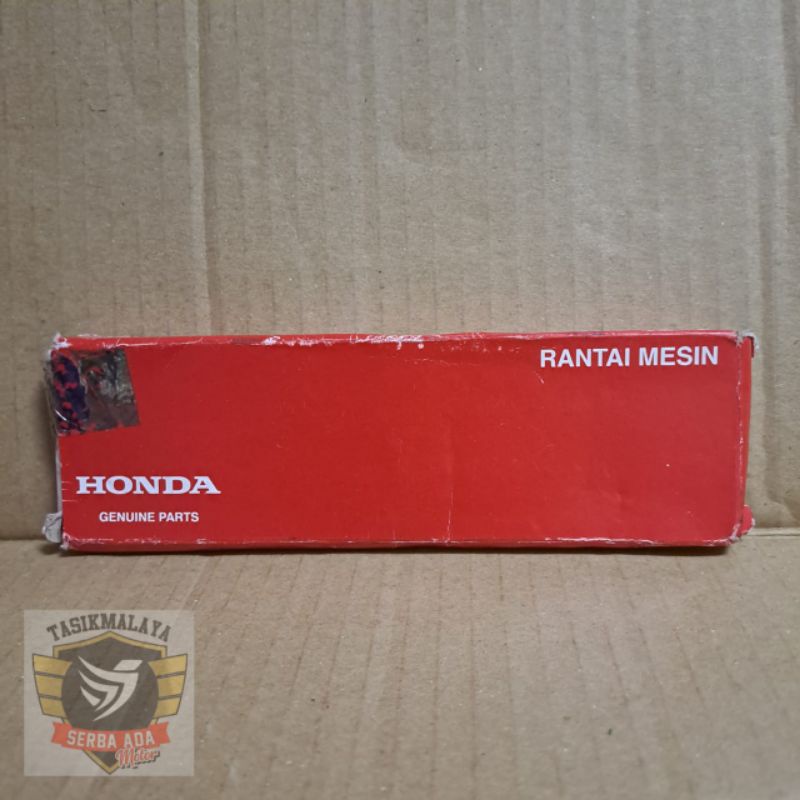 RANTAI MESIN
HONDA
GENUINE PARTS
TASIKMALAYA
SERBA ADA
Motor